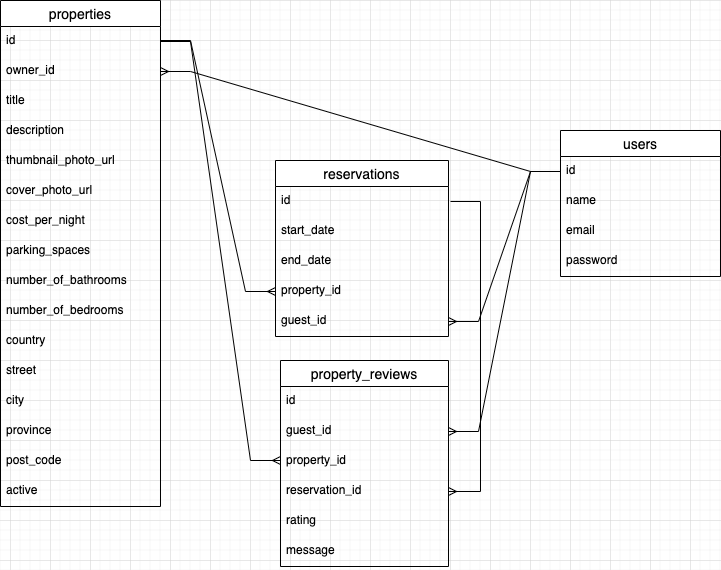 properties
id
owner_id
title
description
thumbnail_photo_url
cover_photo_url
cost_per_night
parking_spaces
number_of_bathrooms
number_of_bedrooms
country
street
city
province
post_code
active
reservations
id
start_date
end_date
property_id
guest_id
property_reviews
id
guest_id
property_id
reservation_id
rating
message
users
id
name
email
password